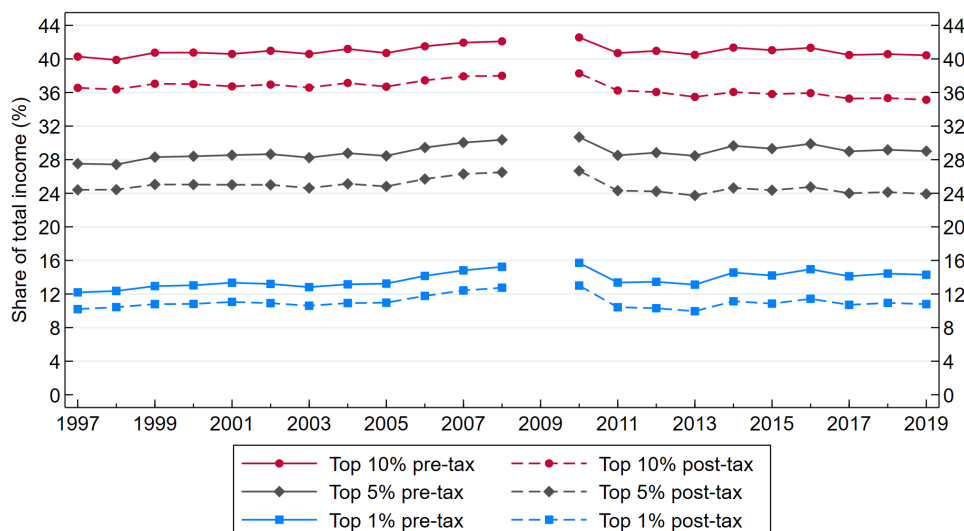 44 44
40 40
36 36
32 32
28 28
24 24
20 20
16 16
12 12
8 8
4 4
0 0
Share of total income (%)
1997 1999 2001 2003 2005 2007 2009 2011 2013 2015 2017 2019
Top 10% pre-tax Top 10% post-tax
Top 5% pre-tax Top 5% post-tax
Top 1% pre-tax Top 1% post-tax